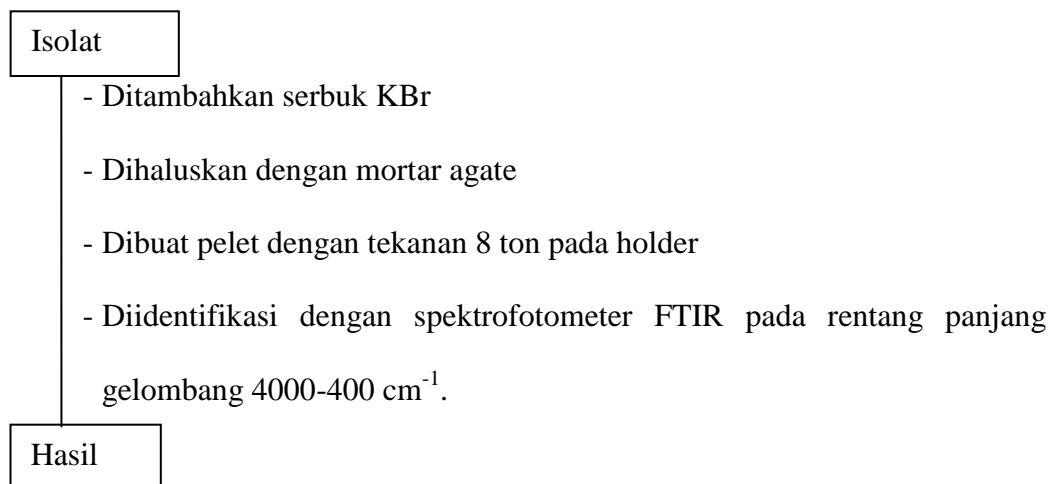 Isolat
- Ditambahkan serbuk KBr
- Dihaluskan dengan mortar agate
- Dibuat pelet dengan tekanan 8 ton pada holder
- Diidentifikasi dengan spektrofotometer FTIR pada rentang panjang
gelombang 4000-400 cm⁻¹.
Hasil